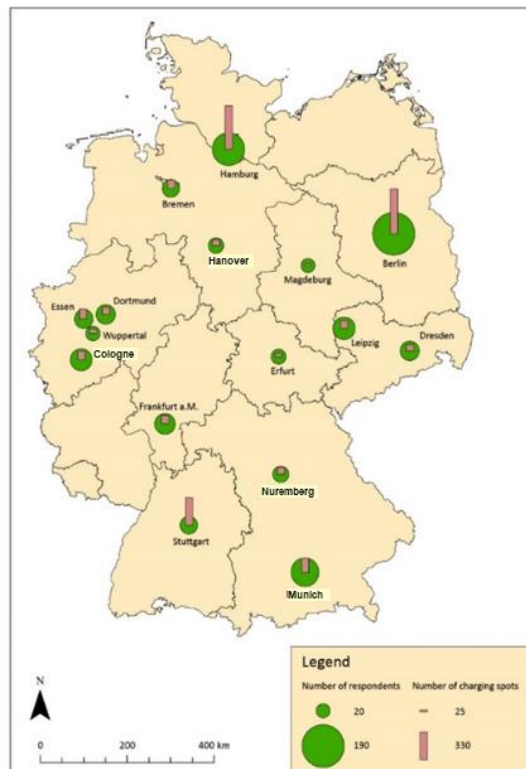 Hamburg
Bremen
Hanover
Berlin
Magdeburg
Essen
Dortmund
Wuppertal
Cologne
Leipzig
Dresden
Erfurt
Frankfurt a.M.
Nuremberg
Stuttgart
Munich
Legend
Number of respondents Number of charging spots
20 25
190 330
N
0 200 400 km